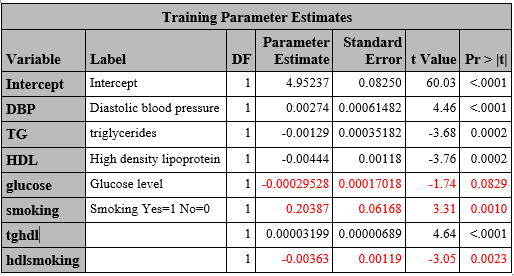 Training Parameter Estimates
Variable Label DF Parameter Estimate Standard Error t Value Pr > |t|
Intercept Intercept 1 4.95237 0.08250 60.03 <.0001
DBP Diastolic blood pressure 1 0.00274 0.00061482 4.46 <.0001
TG triglycerides 1 -0.00129 0.00035182 -3.68 0.0002
HDL High density lipoprotein 1 -0.00444 0.00118 -3.76 0.0002
glucose Glucose level 1 -0.00029528 0.00017018 -1.74 0.0829
smoking Smoking Yes=1 No=0 1 0.20387 0.06168 3.31 0.0010
tghdl 1 0.00003199 0.00000689 4.64 <.0001
hdlsmoking 1 -0.00363 0.00119 -3.05 0.0023